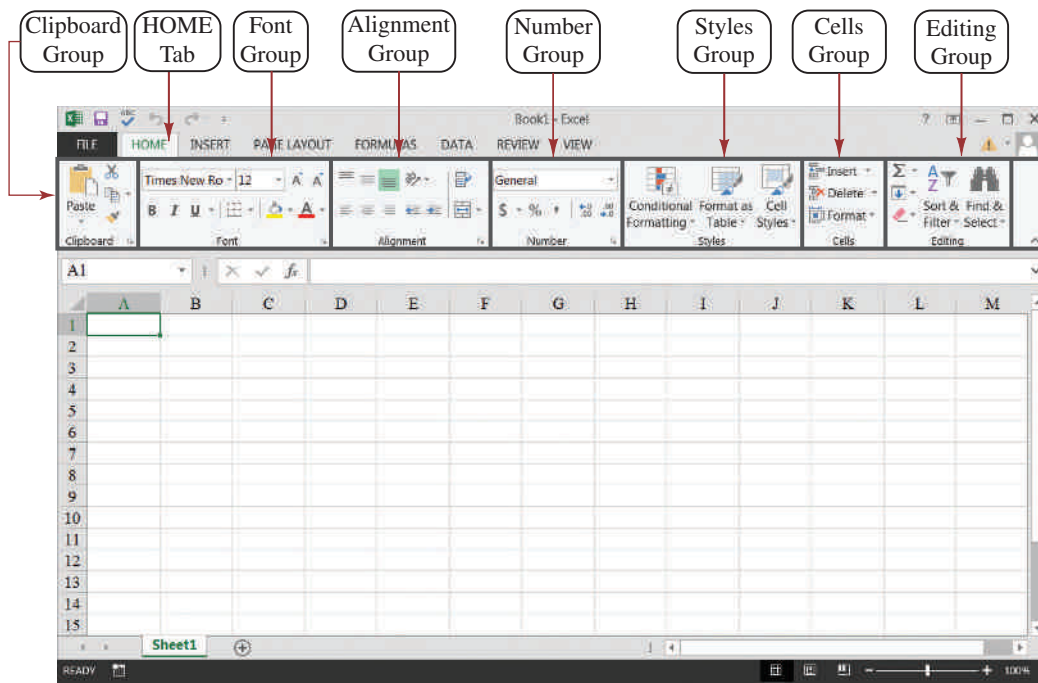 Clipboard Group
HOME Tab
Font Group
Alignment Group
Number Group
Styles Group
Cells Group
Editing Group
ABC
Book1 - Excel
?
FILE HOME INSERT PAGE LAYOUT FORMULAS DATA REVIEW VIEW
Paste
Clipboard
Times New Ro 12 A A
B I U A
Font
Alignment
General
$ % ,
Number
Conditional Formatting
Format as Table
Cell Styles
Styles
Insert
Delete
Format
Cells
Σ
A Z
Sort & Filter
Find & Select
Editing
A1 fx
A B C D E F G H I J K L M
1
2
3
4
5
6
7
8
9
10
11
12
13
14
15
Sheet1
READY 100%